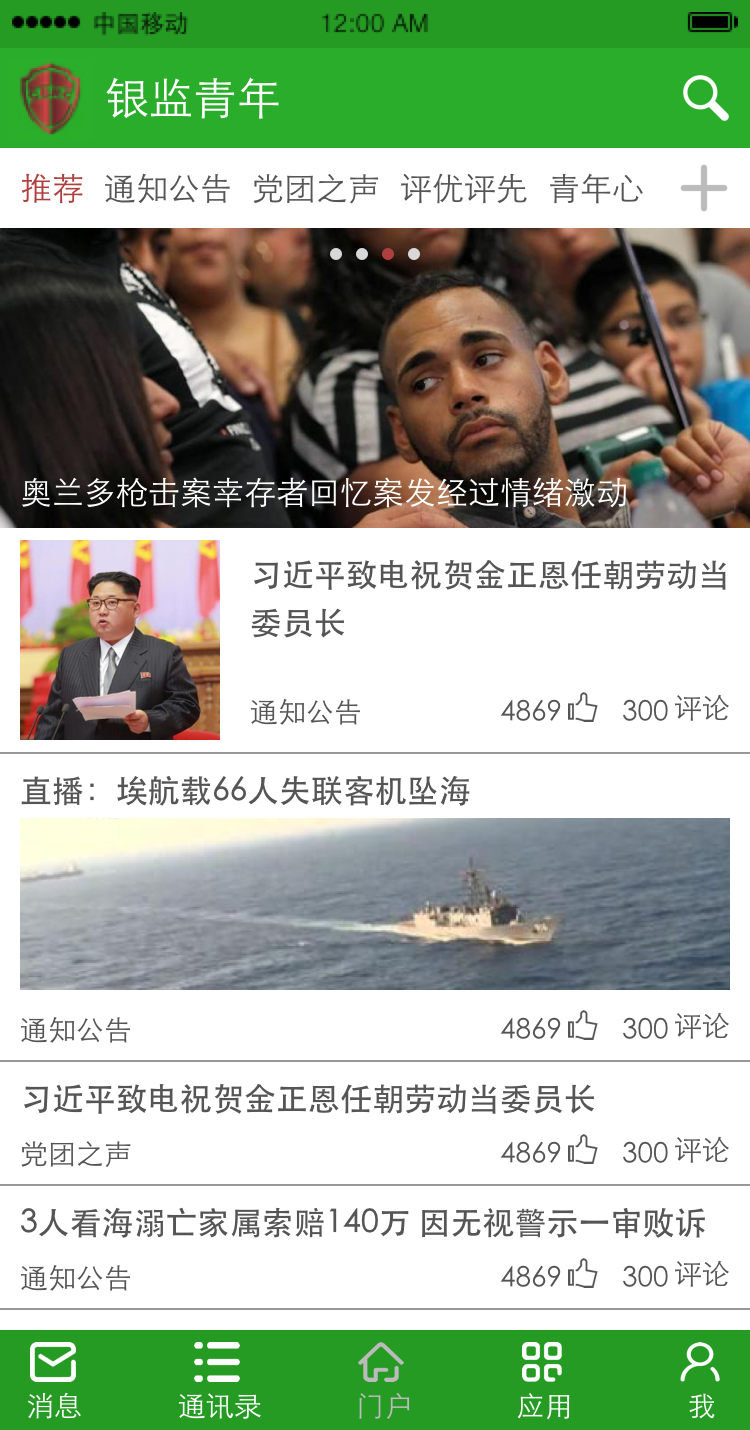 中国移动 12:00 AM
银监青年
推荐 通知公告 党团之声 评优评先 青年心
奥兰多枪击案幸存者回忆案发经过情绪激动
习近平致电祝贺金正恩任朝劳动当
委员长
通知公告 4869 300 评论
直播：埃航载66人失联客机坠海
通知公告 4869 300 评论
习近平致电祝贺金正恩任朝劳动当委员长
党团之声 4869 300 评论
3人看海溺亡家属索赔140万 因无视警示一审败诉
通知公告 4869 300 评论
消息 通讯录 门户 应用 我